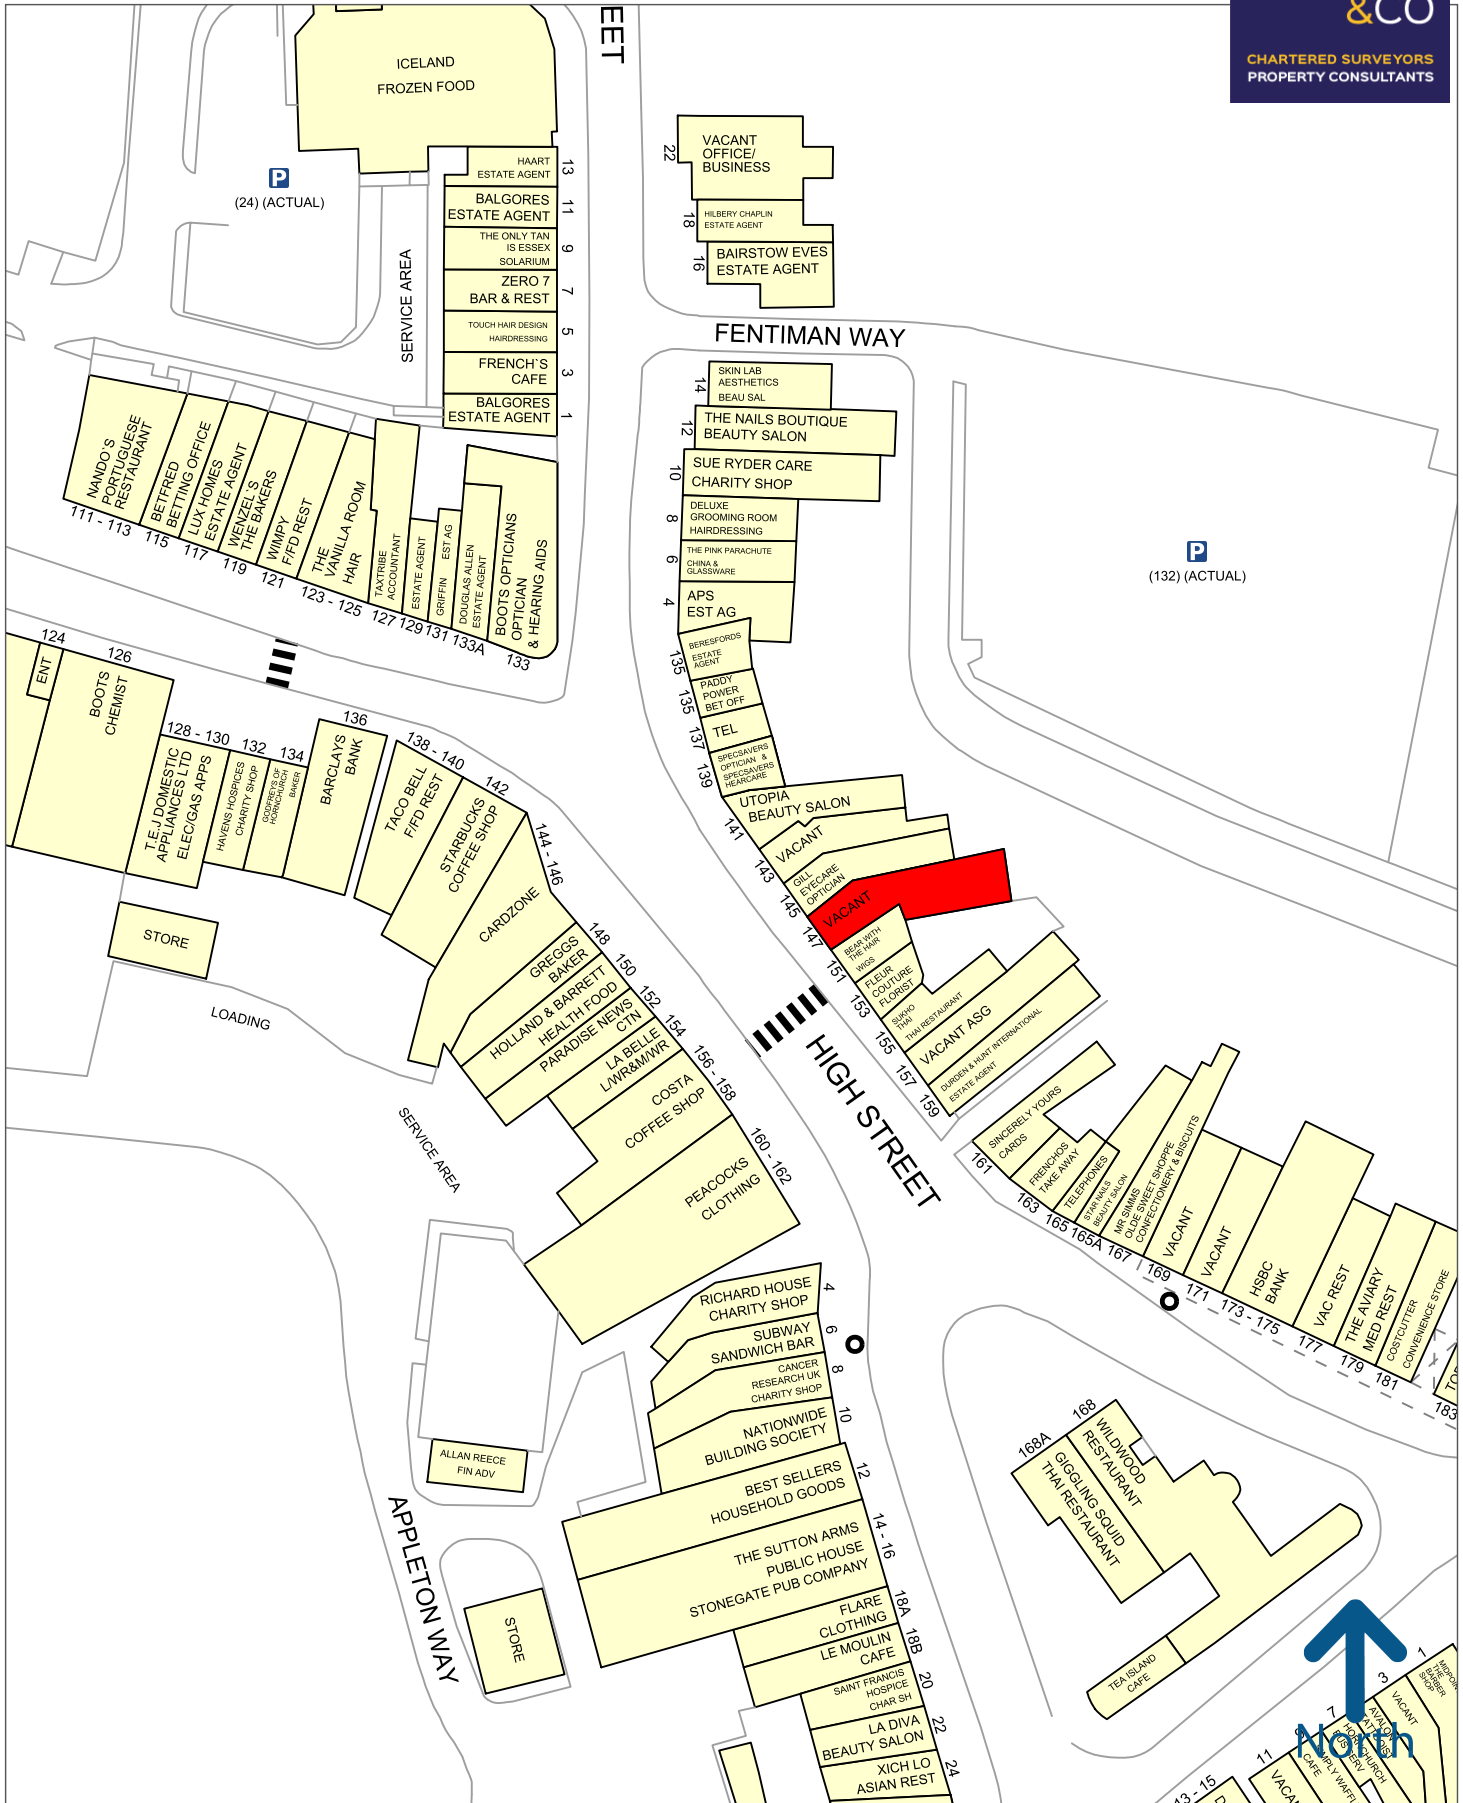 &CO
CHARTERED SURVEYORS
PROPERTY CONSULTANTS
EET
ICELAND
FROZEN FOOD
P
(24) (ACTUAL)
SERVICE AREA
HAART
ESTATE AGENT
13
BALGORES
ESTATE AGENT
11
THE ONLY TAN
IS ESSEX
SOLARIUM
9
ZERO 7
BAR & REST
7
TOUCH HAIR DESIGN
HAIRDRESSING
5
FRENCH`S
CAFE
3
BALGORES
ESTATE AGENT
1
22
VACANT
OFFICE/
BUSINESS
18
HILBERY CHAPLIN
ESTATE AGENT
16
BAIRSTOW EVES
ESTATE AGENT
FENTIMAN WAY
14
SKIN LAB
AESTHETICS
BEAU SAL
12
THE NAILS BOUTIQUE
BEAUTY SALON
10
SUE RYDER CARE
CHARITY SHOP
8
DELUXE
GROOMING ROOM
HAIRDRESSING
6
THE PINK PARACHUTE
CHINA &
GLASSWARE
4
APS
EST AG
P
(132) (ACTUAL)
NANDO`S
PORTUGUESE
RESTAURANT
111 - 113
BETFRED
BETTING OFFICE
115
LUX HOMES
ESTATE AGENT
117
WENZEL'S
THE BAKERS
119
WIMPY
F/FD REST
121
THE
VANILLA ROOM
HAIR
123 - 125
TAXTRIBE
ACCOUNTANT
127
ESTATE AGENT
129
GRIFFIN
EST AG
131
DOUGLAS ALLEN
ESTATE AGENT
133A
BOOTS OPTICIANS
OPTICIAN
& HEARING AIDS
133
135
BERESFORDS
ESTATE
AGENT
135
PADDY
POWER
BET OFF
137
TEL
139
SPECSAVERS
OPTICIAN &
SPECSAVERS
HEARCARE
141
UTOPIA
BEAUTY SALON
143
VACANT
145
GILL
EYECARE
OPTICIAN
147
VACANT
151
BEAR WITH
THE HAIR
WIGS
153
FLEUR
COUTURE
FLORIST
155
SUKHO
THAI
THAI RESTAURANT
157
VACANT ASG
159
DURDEN & HUNT INTERNATIONAL
ESTATE AGENT
124
ENT
126
BOOTS
CHEMIST
128 - 130
T.E.J DOMESTIC
APPLIANCES LTD
ELEC/GAS APPS
132
HAVENS HOSPICES
CHARITY SHOP
134
GODFREYS OF
HORNCHURCH
BAKER
136
BARCLAYS
BANK
138 - 140
TACO BELL
F/FD REST
142
STARBUCKS
COFFEE SHOP
144 - 146
CARDZONE
148
GREGGS
BAKER
150
HOLLAND & BARRETT
HEALTH FOOD
152
PARADISE NEWS
CTN
154
LA BELLE
L/WR&M/WR
156 - 158
COSTA
COFFEE SHOP
160 - 162
PEACOCKS
CLOTHING
STORE
LOADING
SERVICE AREA
HIGH STREET
161
SINCERELY YOURS
CARDS
163
FRENCHOS
TAKE AWAY
165
TELEPHONES
165A
STAR NAILS
BEAUTY SALON
167
MR SIMMS
OLDE SWEET SHOPPE
CONFECTIONERY & BISCUITS
169
VACANT
171
VACANT
173 - 175
HSBC
BANK
177
VAC REST
179
THE AVIARY
MED REST
181
COSTCUTTER
CONVENIENCE STORE
183
RICHARD HOUSE
CHARITY SHOP
4
SUBWAY
SANDWICH BAR
6
CANCER
RESEARCH UK
CHARITY SHOP
8
NATIONWIDE
BUILDING SOCIETY
10
BEST SELLERS
HOUSEHOLD GOODS
12
THE SUTTON ARMS
PUBLIC HOUSE
STONEGATE PUB COMPANY
14 - 16
FLARE
CLOTHING
18A
LE MOULIN
CAFE
18B
SAINT FRANCIS
HOSPICE
CHAR SH
20
LA DIVA
BEAUTY SALON
22
XICH LO
ASIAN REST
24
ALLAN REECE
FIN ADV
APPLETON WAY
STORE
168
WILDWOOD
RESTAURANT
168A
GIGGLING SQUID
THAI RESTAURANT
TEA ISLAND
CAFE
North
1
THE
BARBER
SHOP
3
VACANT
7
HORNCHURCH
CAFE
11
13 - 15